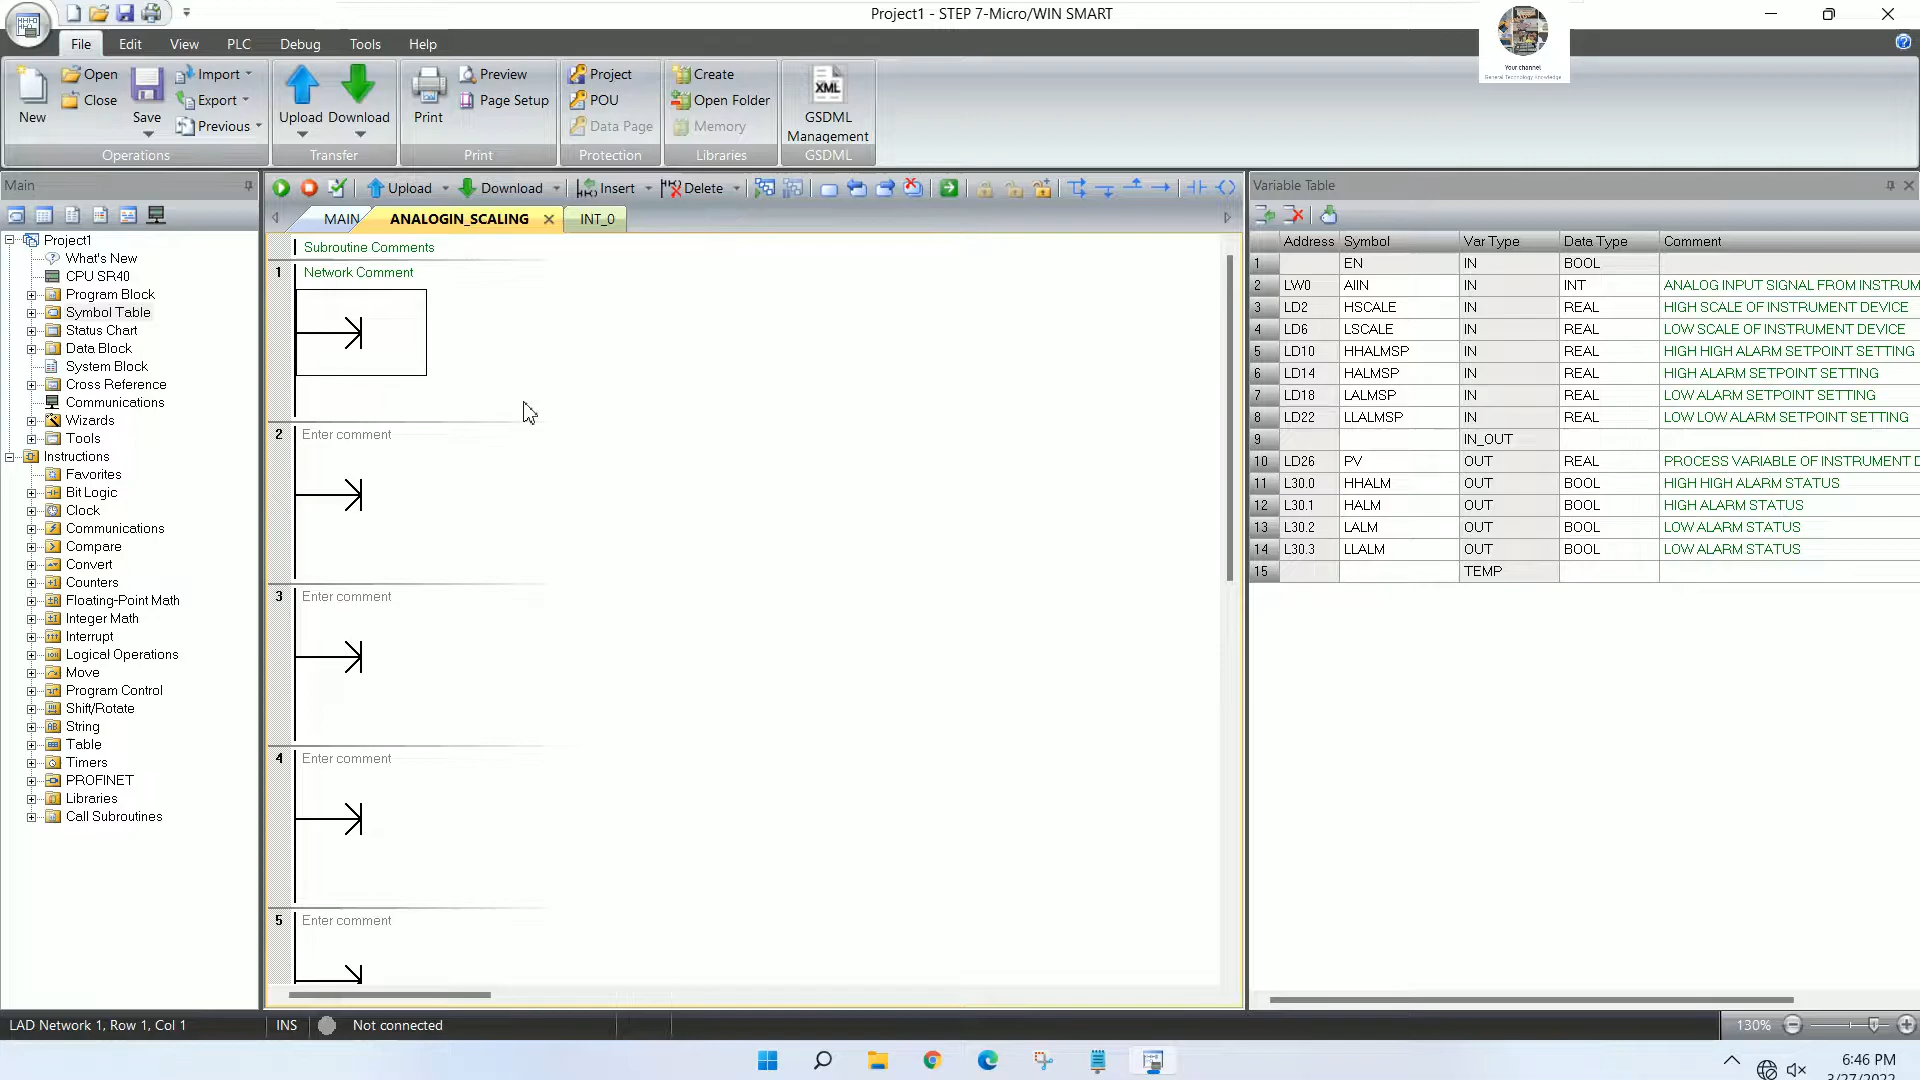 Project1 - STEP 7-Micro/WIN SMART
Your channel
General Technology Knowledge
File Edit View PLC Debug Tools Help
New Open Close Save Import Export Previous
Operations
Upload Download
Transfer
Print Preview Page Setup
Print
Project POU Data Page
Protection
Create Open Folder Memory
Libraries
XML
GSDML
Management
GSDML
Main
Project1
What's New
CPU SR40
Program Block
Symbol Table
Status Chart
Data Block
System Block
Cross Reference
Communications
Wizards
Tools
Instructions
Favorites
Bit Logic
Clock
Communications
Compare
Convert
Counters
Floating-Point Math
Integer Math
Interrupt
Logical Operations
Move
Program Control
Shift/Rotate
String
Table
Timers
PROFINET
Libraries
Call Subroutines
Upload Download Insert Delete
MAIN ANALOGIN_SCALING INT_0
Subroutine Comments
1 Network Comment
2 Enter comment
3 Enter comment
4 Enter comment
5 Enter comment
Variable Table
Address Symbol Var Type Data Type Comment
1 EN IN BOOL
2 LW0 AIIN IN INT ANALOG INPUT SIGNAL FROM INSTRUM
3 LD2 HSCALE IN REAL HIGH SCALE OF INSTRUMENT DEVICE
4 LD6 LSCALE IN REAL LOW SCALE OF INSTRUMENT DEVICE
5 LD10 HHALMSP IN REAL HIGH HIGH ALARM SETPOINT SETTING
6 LD14 HALMSP IN REAL HIGH ALARM SETPOINT SETTING
7 LD18 LALMSP IN REAL LOW ALARM SETPOINT SETTING
8 LD22 LLALMSP IN REAL LOW LOW ALARM SETPOINT SETTING
9 IN_OUT
10 LD26 PV OUT REAL PROCESS VARIABLE OF INSTRUMENT D
11 L30.0 HHALM OUT BOOL HIGH HIGH ALARM STATUS
12 L30.1 HALM OUT BOOL HIGH ALARM STATUS
13 L30.2 LALM OUT BOOL LOW ALARM STATUS
14 L30.3 LLALM OUT BOOL LOW ALARM STATUS
15 TEMP
LAD Network 1, Row 1, Col 1 INS Not connected 130%
6:46 PM
3/27/2022